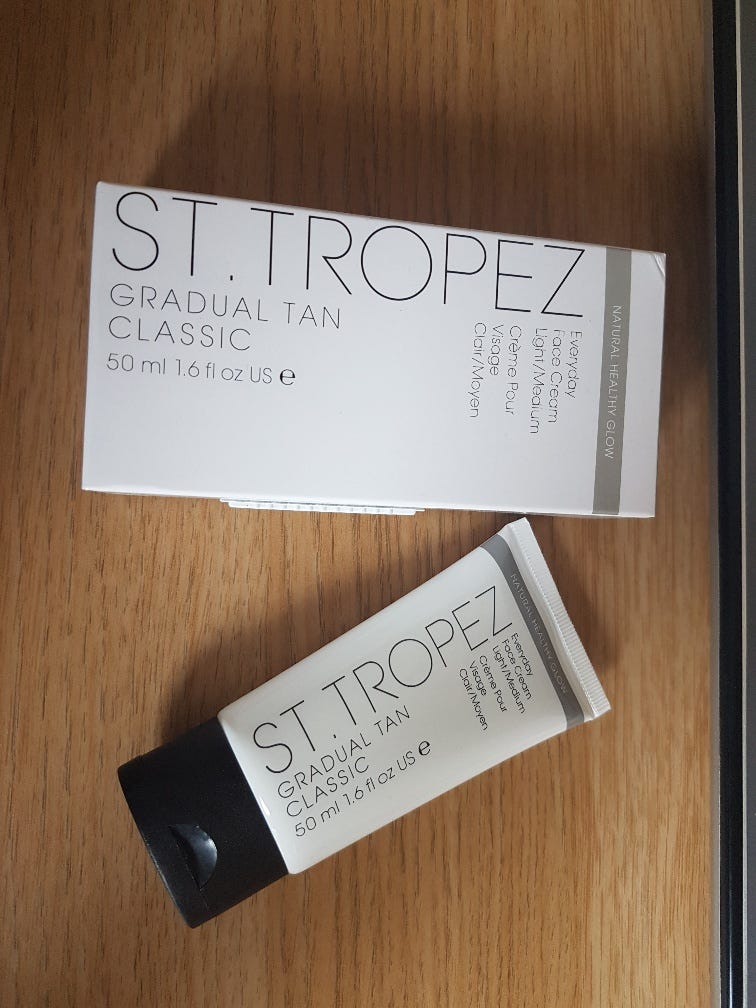 ST.TROPEZ
GRADUAL TAN
CLASSIC
50 ml 1.6 fl oz US e
Everyday
Face Cream
Light/Medium
Crème Pour
Visage
Clair/Moyen
NATURAL HEALTHY GLOW
ST.TROPEZ
GRADUAL TAN
CLASSIC
50 ml 1.6 fl oz US e
Everyday
Face Cream
Light/Medium
Crème Pour
Visage
Clair/Moyen
NATURAL HEALTHY GLOW